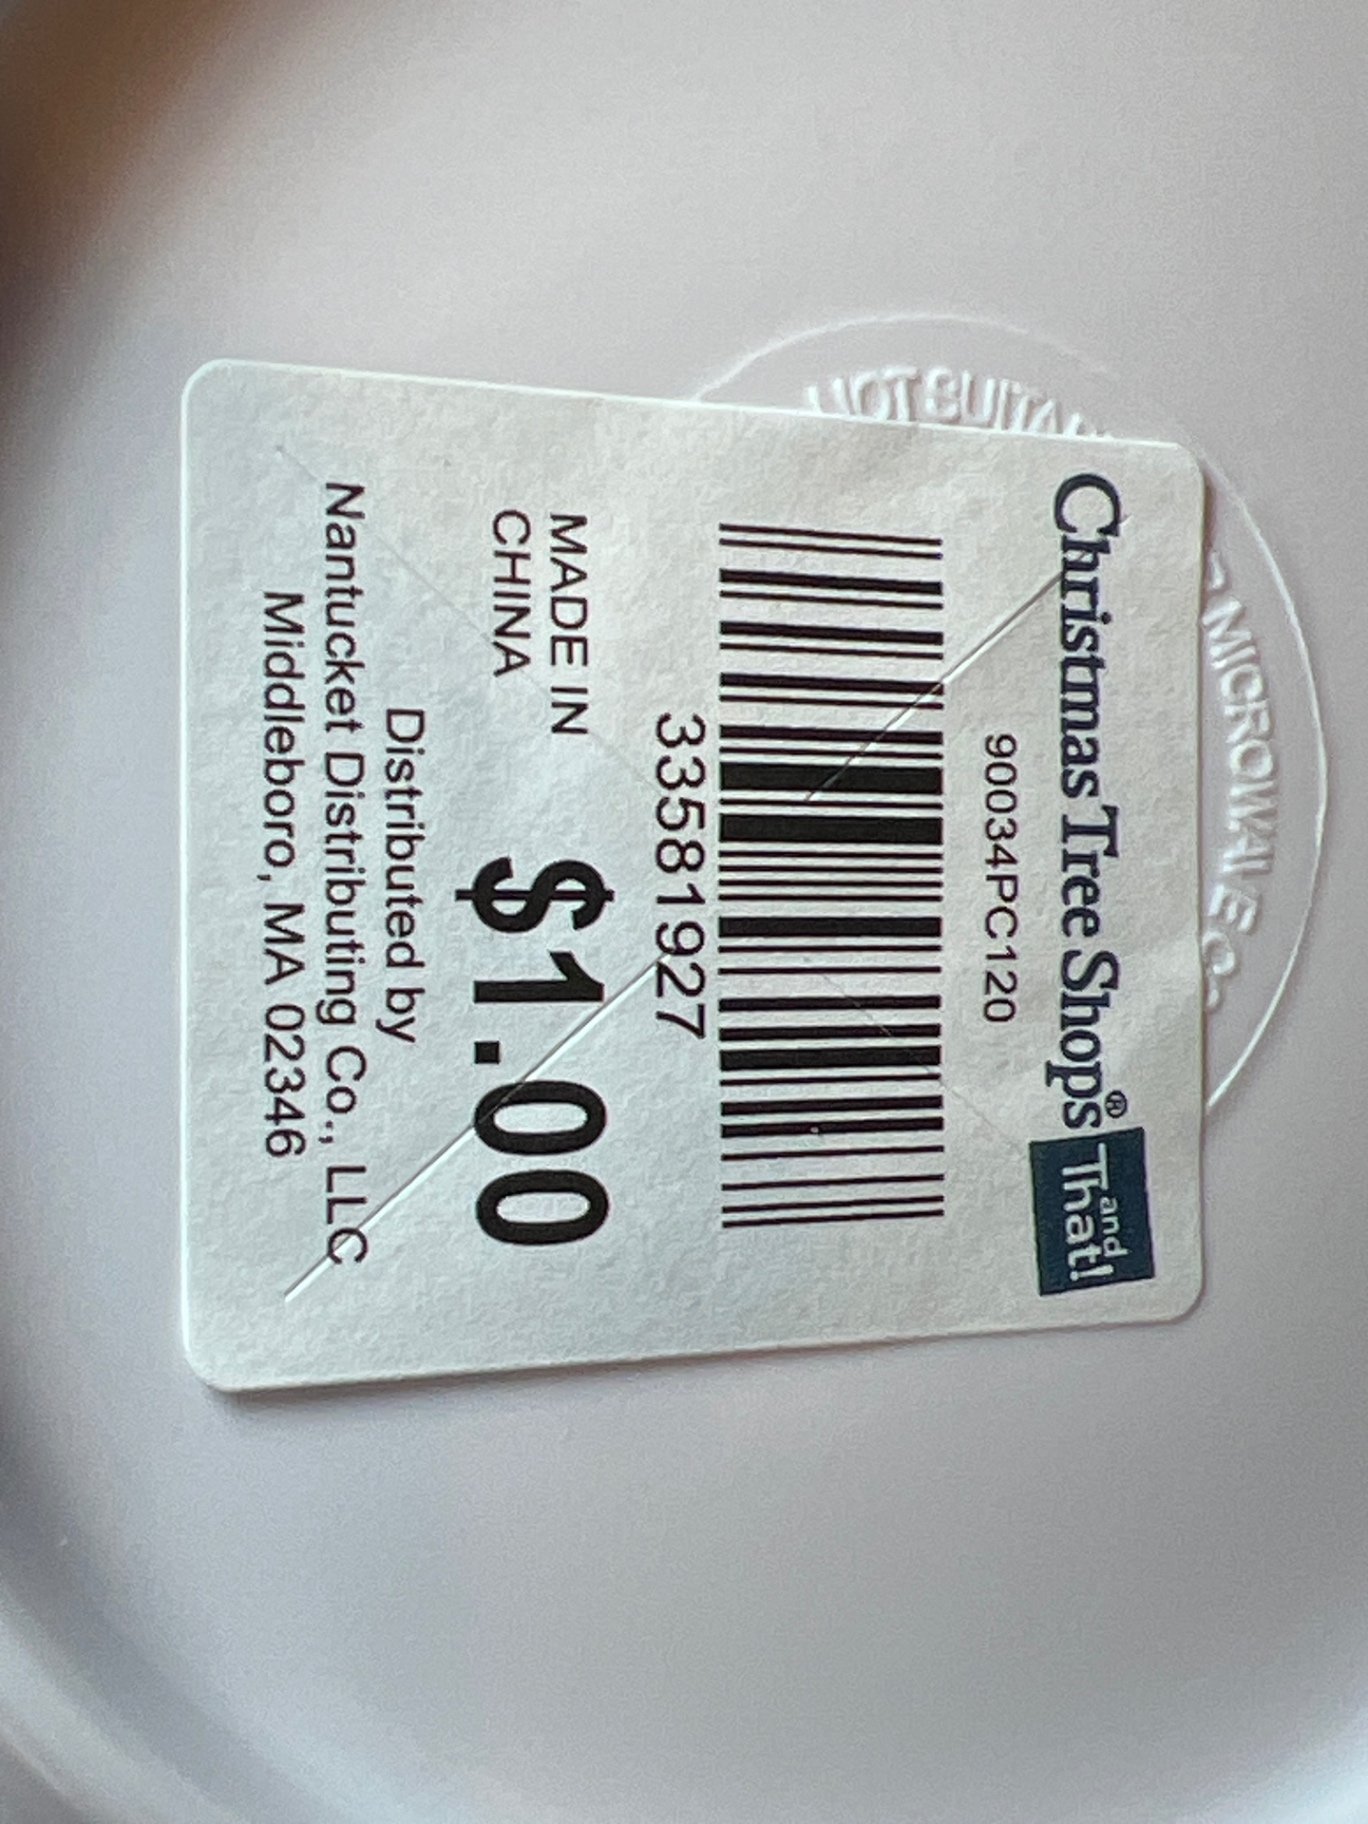 Christmas Tree Shops® and That!
90034PC120
33581927
MADE IN
CHINA
$1.00
Distributed by
Nantucket Distributing Co., LLC
Middleboro, MA 02346
NOT SUITA
MICROWAVE